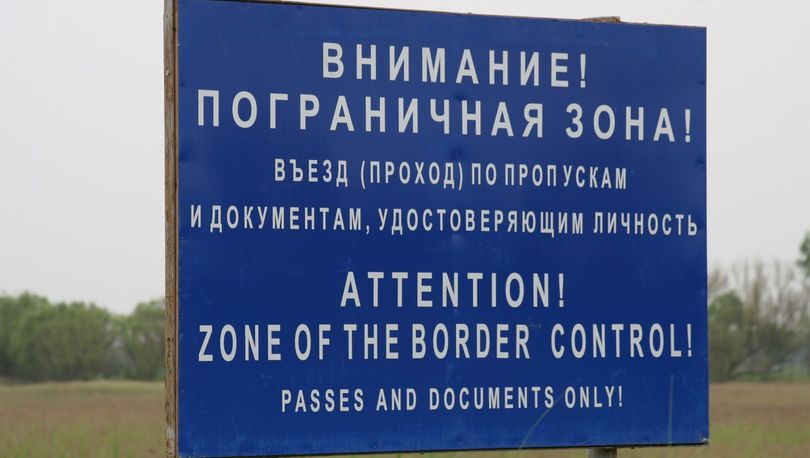 ВНИМАНИЕ!
ПОГРАНИЧНАЯ ЗОНА!
ВЪЕЗД (ПРОХОД) ПО ПРОПУСКАМ
И ДОКУМЕНТАМ, УДОСТОВЕРЯЮЩИМ ЛИЧНОСТЬ
ATTENTION!
ZONE OF THE BORDER CONTROL!
PASSES AND DOCUMENTS ONLY!